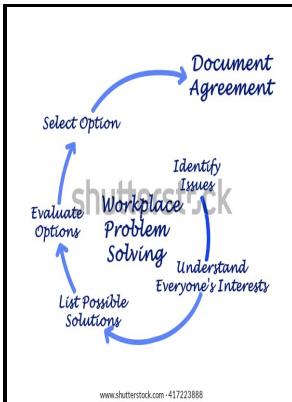 Document
Agreement
Select Option
Identify
Issues
shutterstock
Evaluate
Options
Workplace
Problem
Solving
Understand
Everyone's Interests
List Possible
Solutions
www.shutterstock.com · 417223888